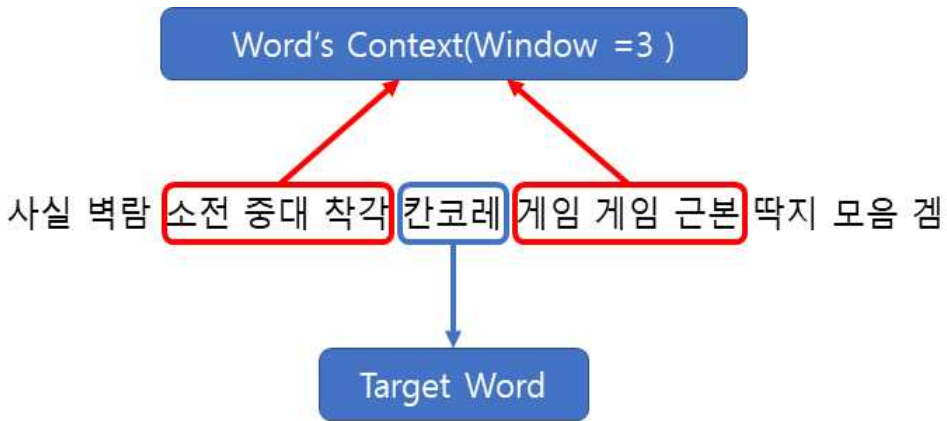 Word's Context(Window =3 )
사실 벽람 소전 중대 착각 칸코레 게임 게임 근본 딱지 모음 겜
Target Word